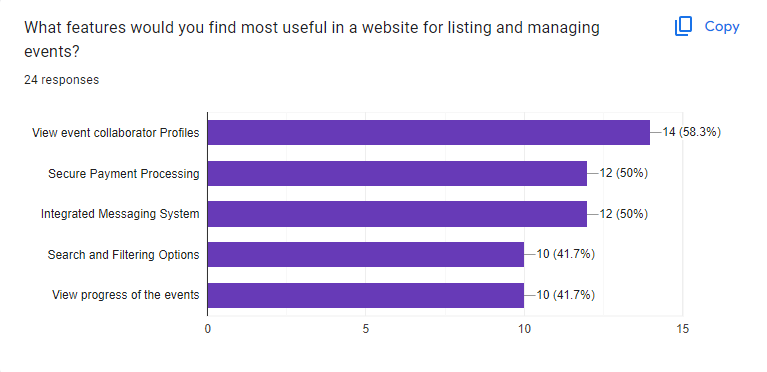 What features would you find most useful in a website for listing and managing
events?
Copy
24 responses
View event collaborator Profiles
14 (58.3%)
Secure Payment Processing
12 (50%)
Integrated Messaging System
12 (50%)
Search and Filtering Options
10 (41.7%)
View progress of the events
10 (41.7%)
0
5
10
15